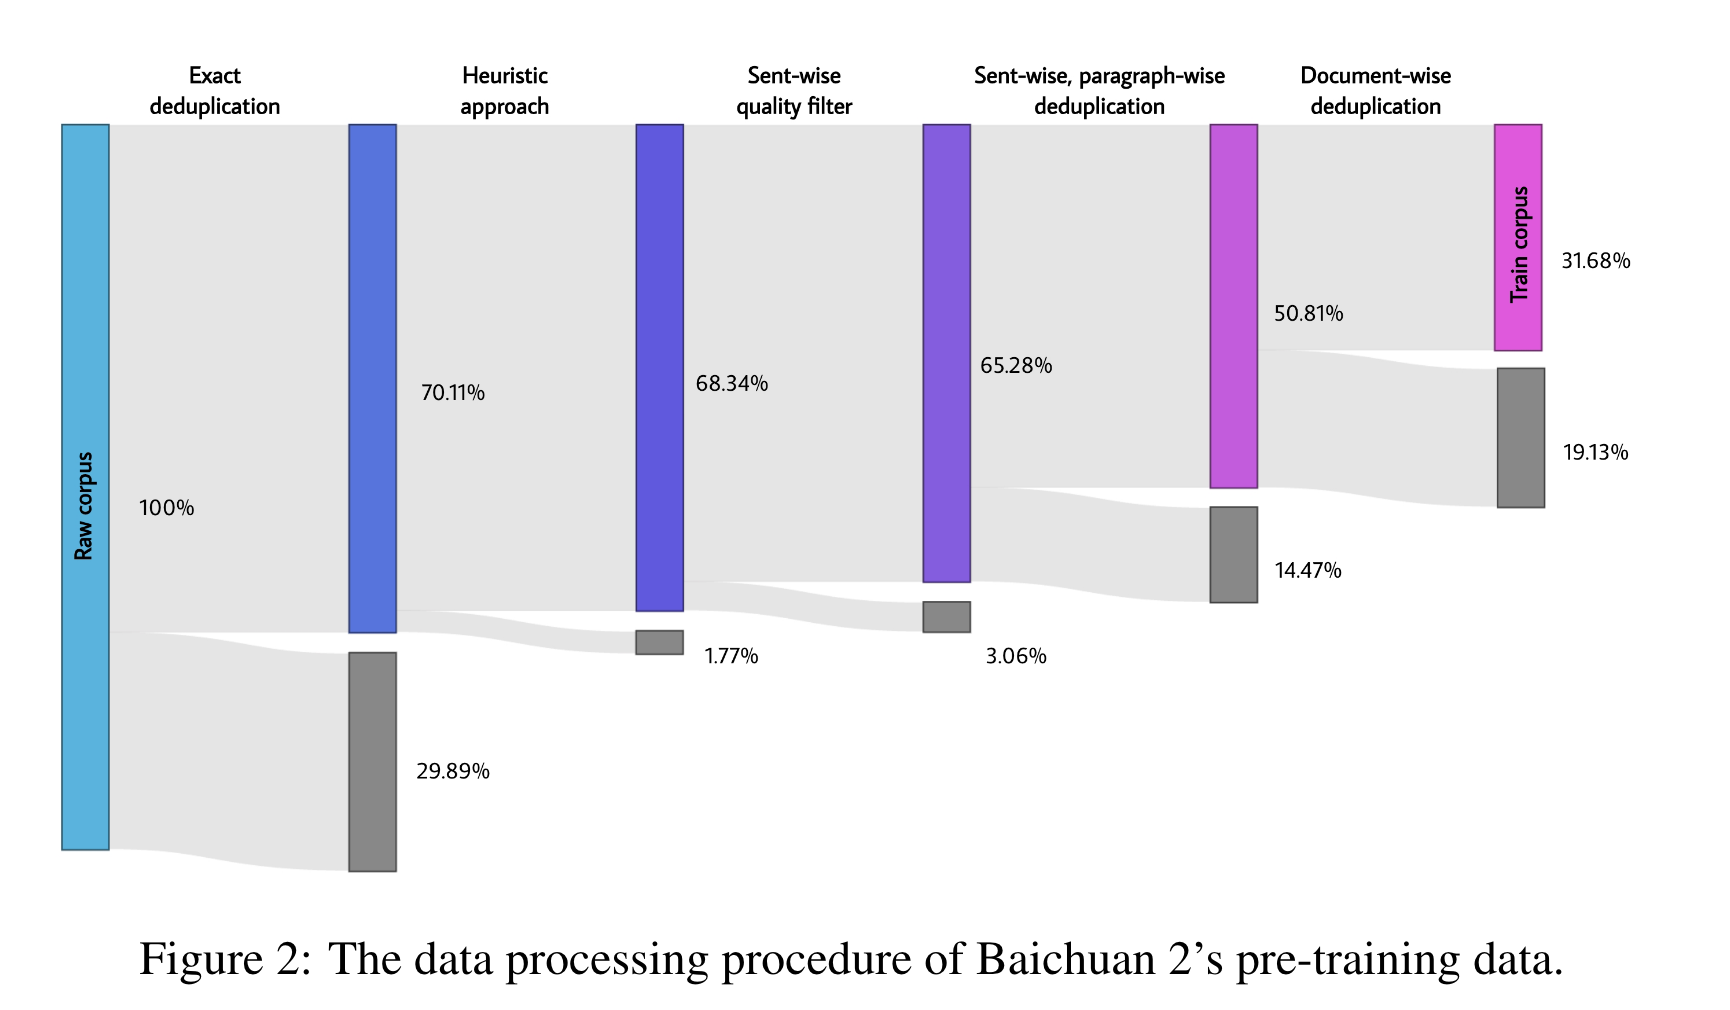 Exact
deduplication
Heuristic
approach
Sent-wise
quality filter
Sent-wise, paragraph-wise
deduplication
Document-wise
deduplication
Raw corpus
100%
70.11%
29.89%
68.34%
1.77%
65.28%
3.06%
50.81%
14.47%
Train corpus
31.68%
19.13%
Figure 2: The data processing procedure of Baichuan 2’s pre-training data.